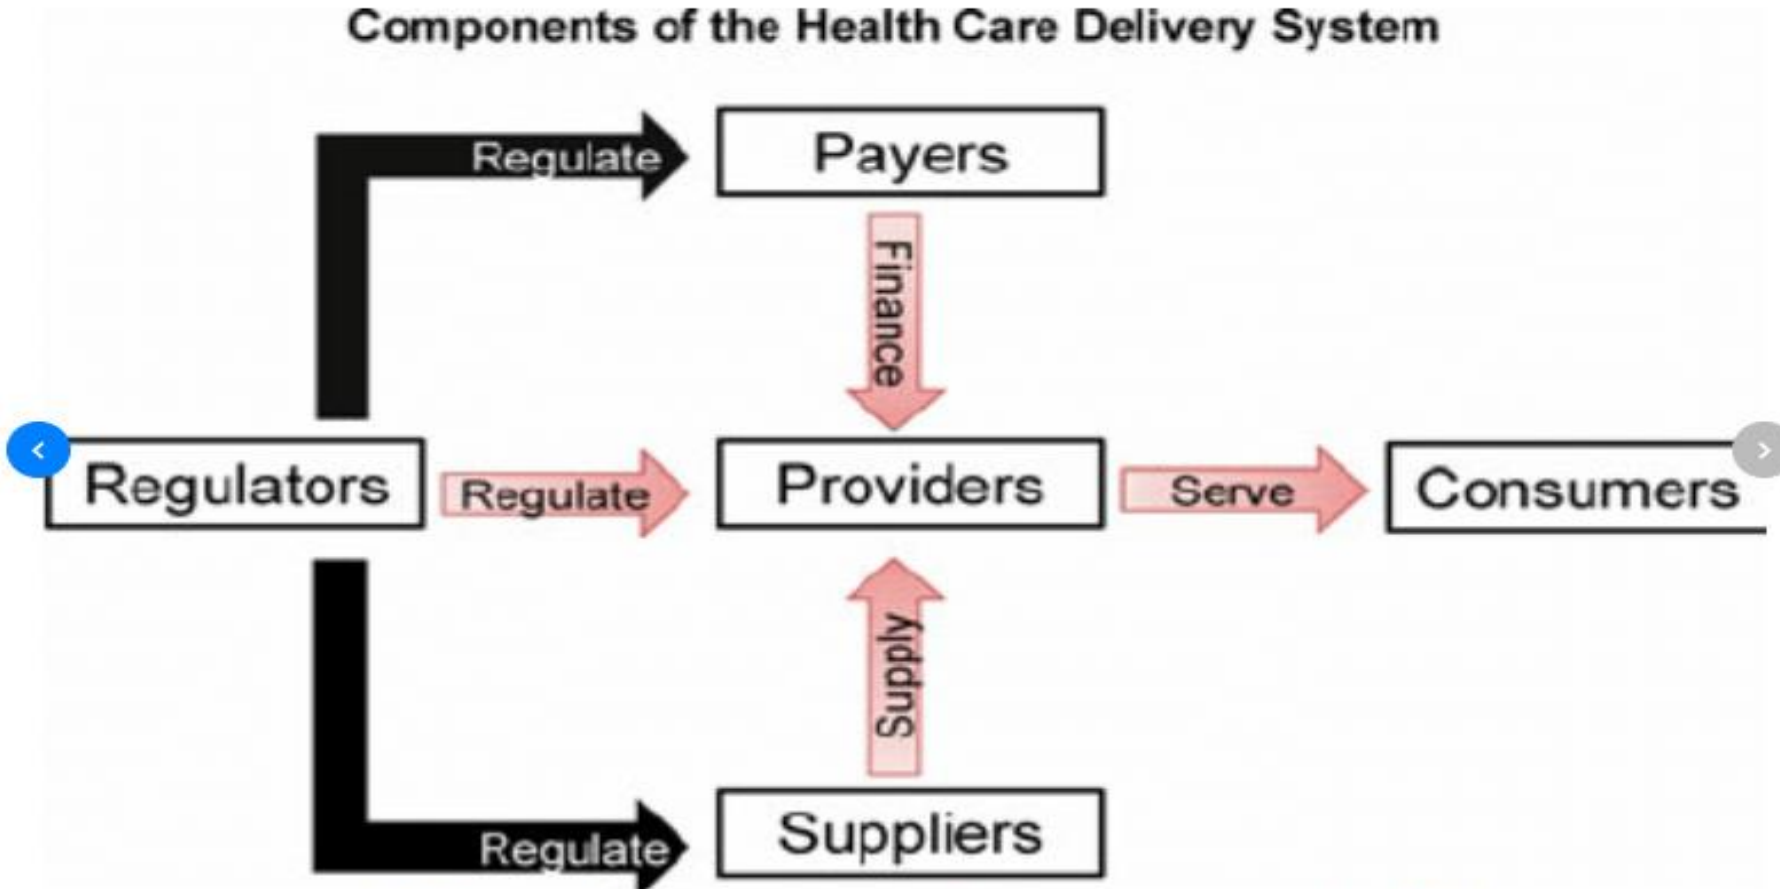 Components of the Health Care Delivery System
Regulate
Payers
Finance
Regulators
Regulate
Providers
Serve
Consumers
Supply
Regulate
Suppliers